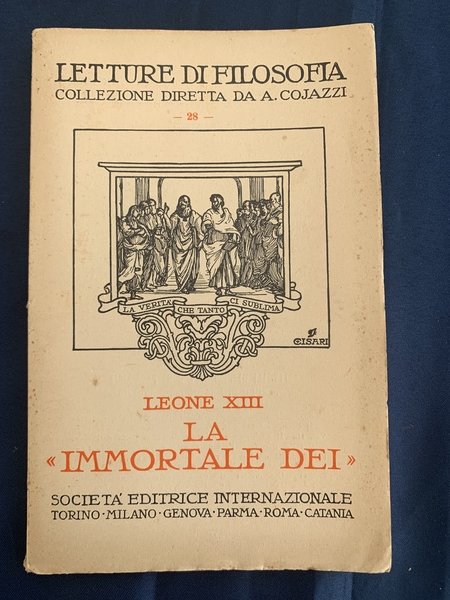 LETTURE DI FILOSOFIA
COLLEZIONE DIRETTA DA A. COJAZZI
- 28 -
LA VERITÀ CHE TANTO CI SUBLIMA
CISARI
LEONE XIII
LA
« IMMORTALE DEI »
SOCIETÀ EDITRICE INTERNAZIONALE
TORINO · MILANO · GENOVA · PARMA · ROMA · CATANIA